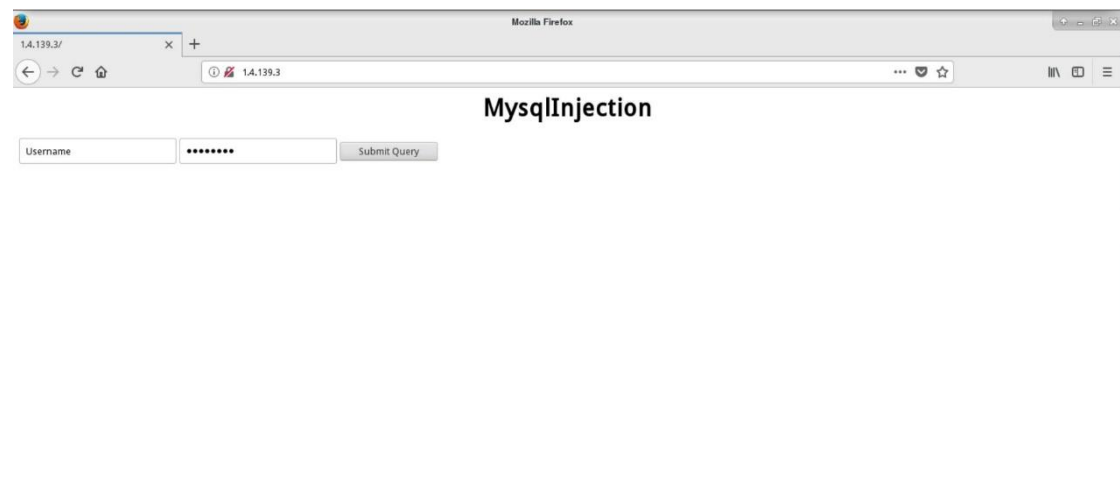 Mozilla Firefox
1.4.139.3/
1.4.139.3
MysqlInjection
Username
Submit Query